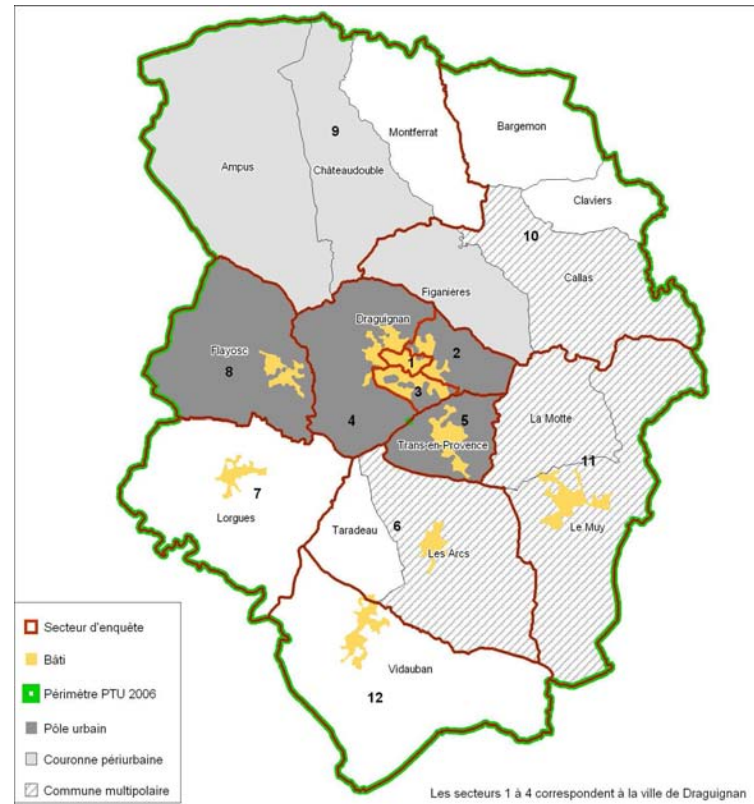 Montferrat
Bargemon
9
Ampus
Châteaudouble
Claviers
10
Callas
Figanières
Draguignan
2
1
Flayosc
8
3
La Motte
4
5
Trans-en-Provence
11
7
Lorgues
6
Taradeau
Les Arcs
Le Muy
Vidauban
12
Secteur d'enquête
Bâti
Périmètre PTU 2006
Pôle urbain
Couronne périurbaine
Commune multipolaire
Les secteurs 1 à 4 correspondent à la ville de Draguignan